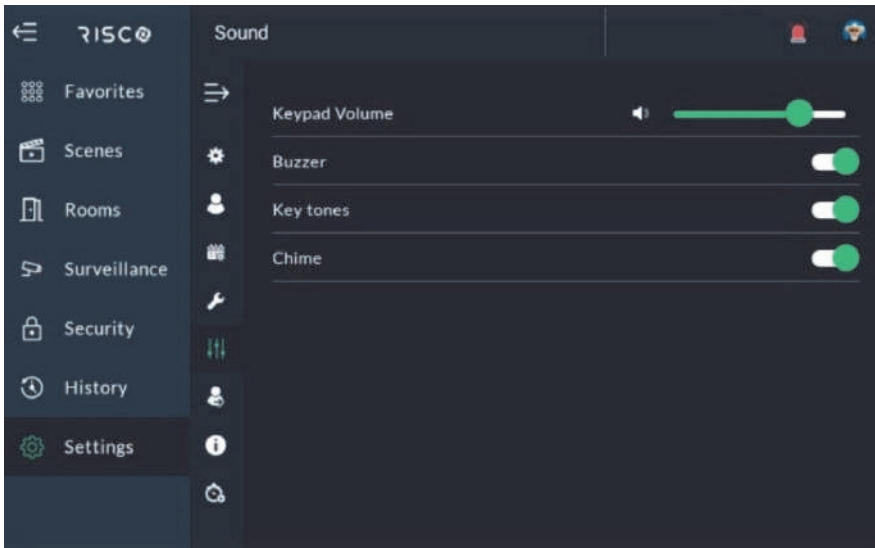 RISCO
Sound
Favorites
Scenes
Rooms
Surveillance
Security
History
Settings
Keypad Volume
Buzzer
Key tones
Chime